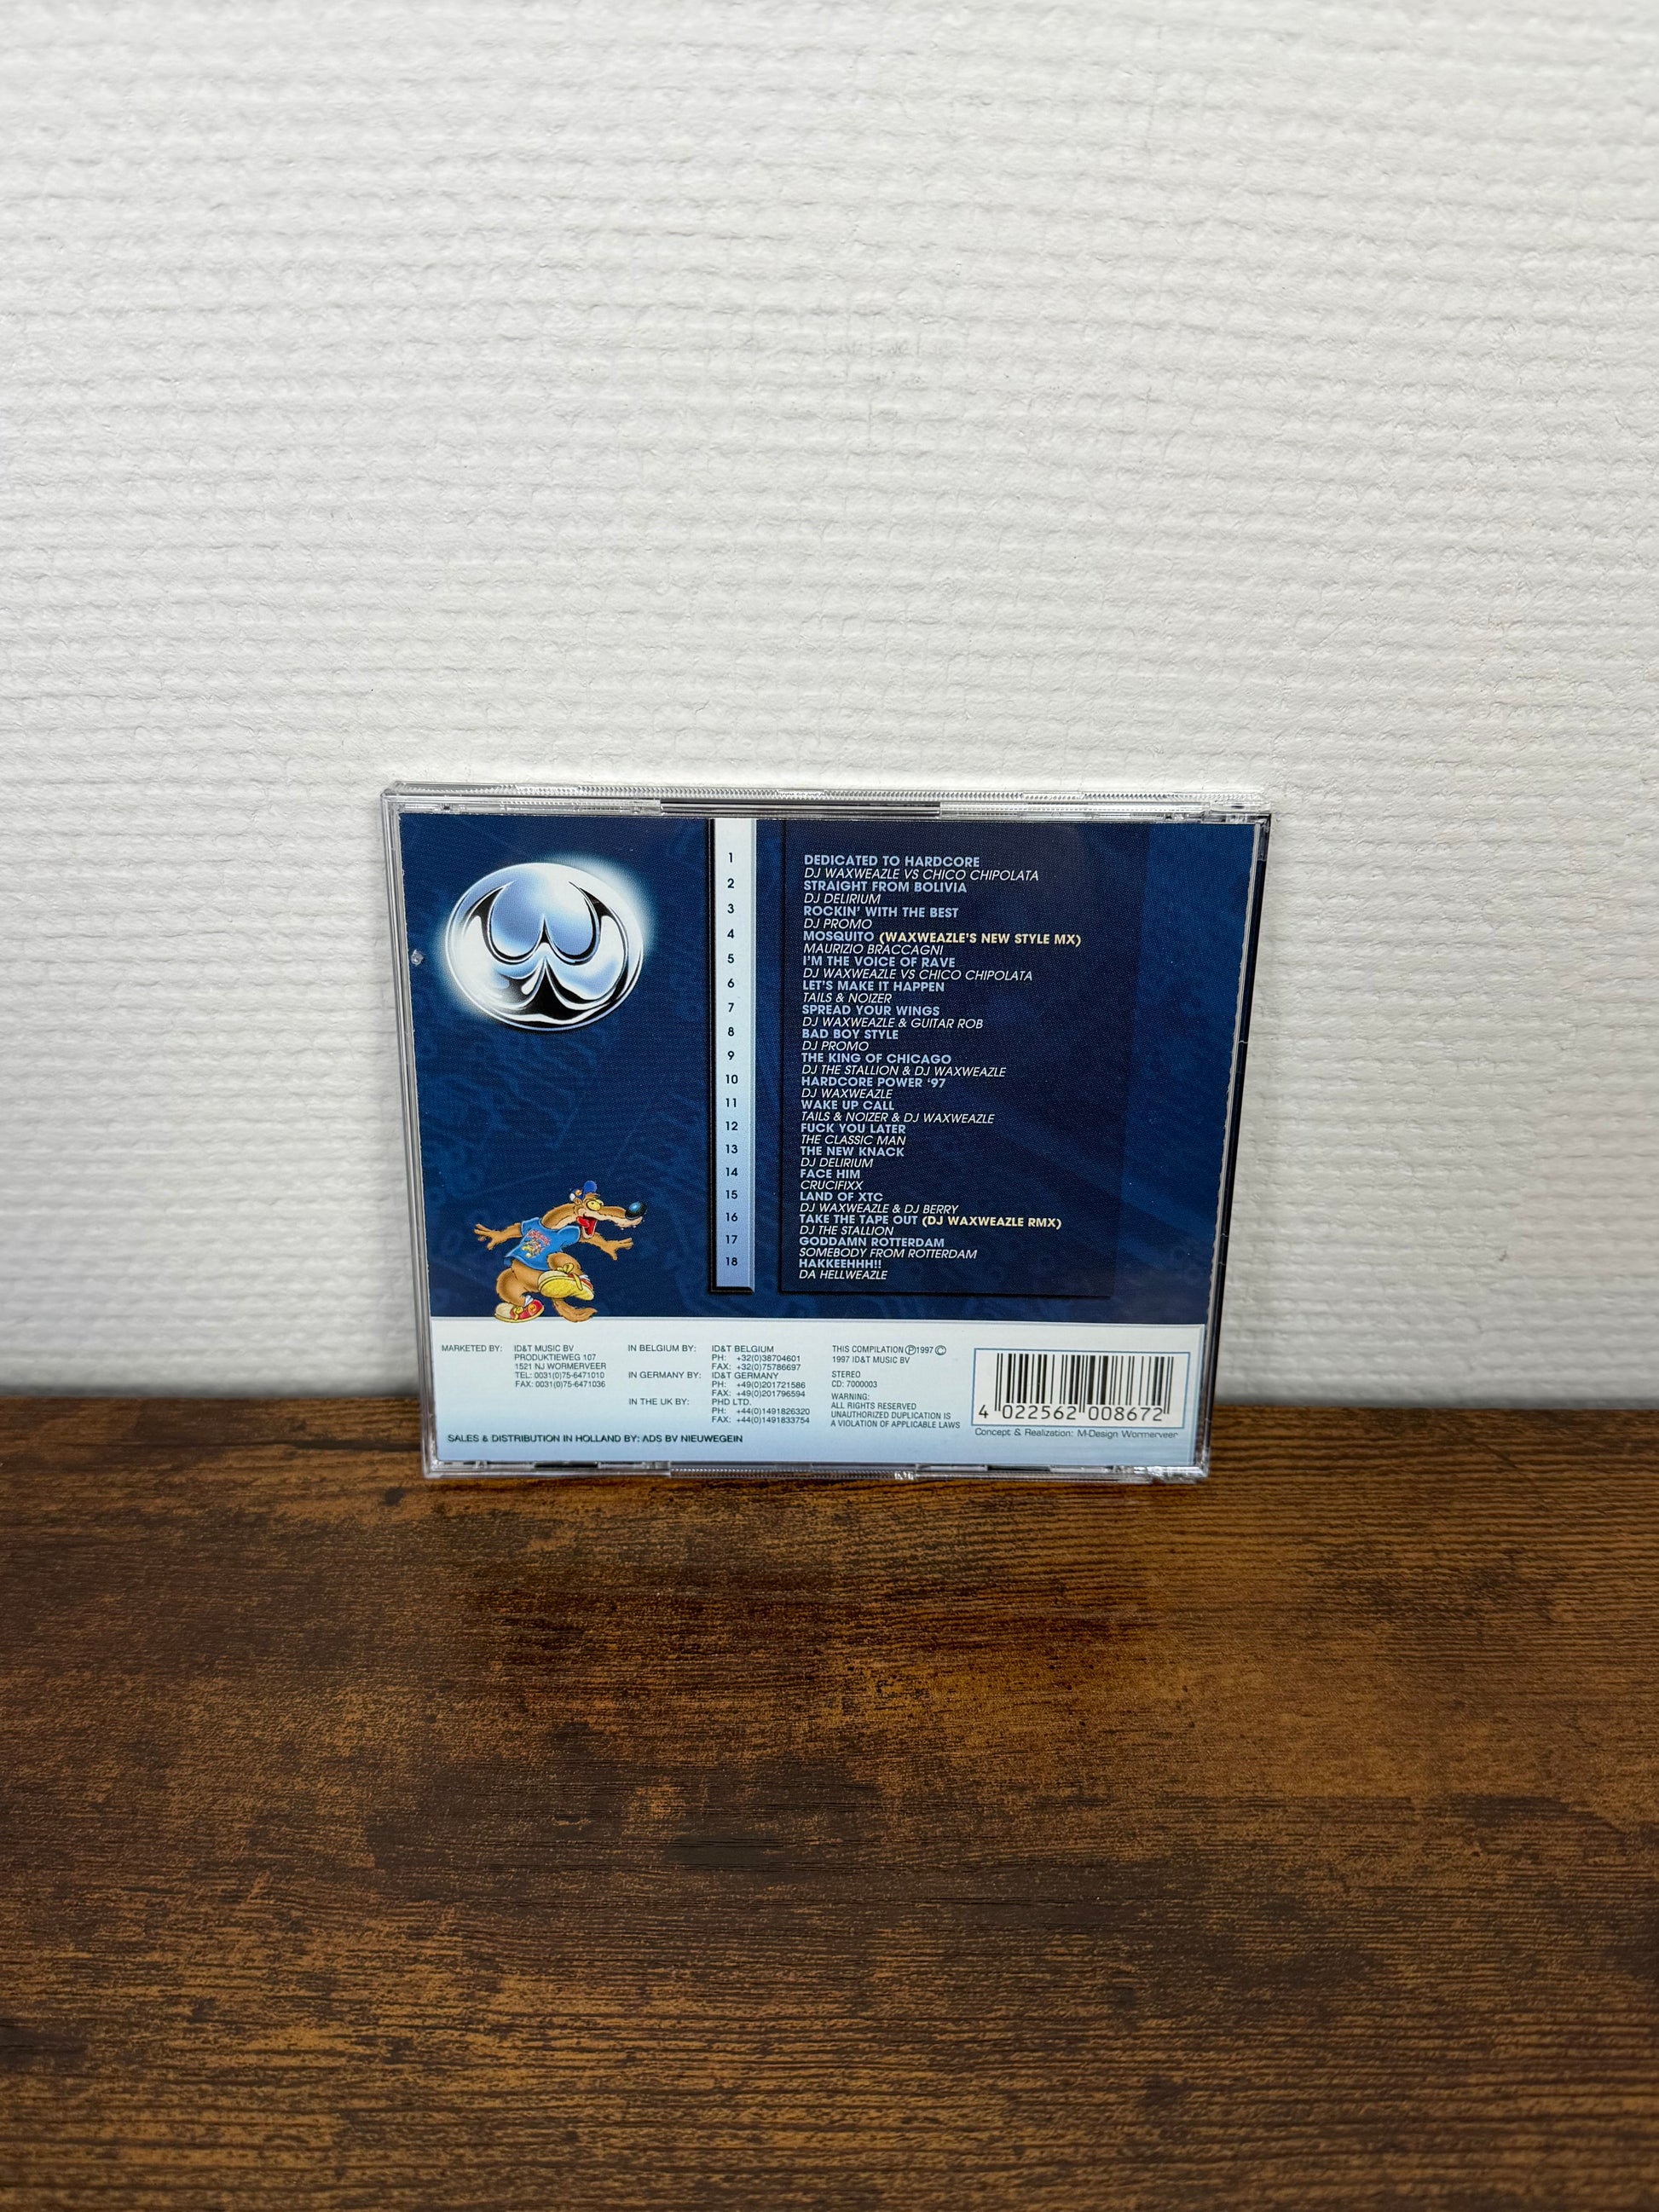 1
DEDICATED TO HARDCORE
DJ WAXWEAZLE VS CHICO CHIPOLATA
2
STRAIGHT FROM BOLIVIA
DJ DELIRIUM
3
ROCKIN' WITH THE BEST
DJ PROMO
4
MOSQUITO (WAXWEAZLE'S NEW STYLE MX)
MAURIZIO BRACCAGNI
5
I'M THE VOICE OF RAVE
DJ WAXWEAZLE VS CHICO CHIPOLATA
6
LET'S MAKE IT HAPPEN
TAILS & NOIZER
7
SPREAD YOUR WINGS
DJ WAXWEAZLE & GUITAR ROB
8
BAD BOY STYLE
DJ PROMO
9
THE KING OF CHICAGO
DJ THE STALLION & DJ WAXWEAZLE
10
HARDCORE POWER '97
DJ WAXWEAZLE
11
WAKE UP CALL
TAILS & NOIZER & DJ WAXWEAZLE
12
FUCK YOU LATER
THE CLASSIC MAN
13
THE NEW KNACK
DJ DELIRIUM
14
FACE HIM
CRUCIFIXX
15
LAND OF XTC
DJ WAXWEAZLE & DJ BERRY
16
TAKE THE TAPE OUT (DJ WAXWEAZLE RMX)
DJ THE STALLION
17
GODDAMN ROTTERDAM
SOMEBODY FROM ROTTERDAM
18
HAKKEEHHH!!
DA HELLWEAZLE
MARKETED BY: ID&T MUSIC BV
PRODUKTIEWEG 107
1521 NJ WORMERVEER
TEL: 0031(0)75-6471010
FAX: 0031(0)75-6471036
IN BELGIUM BY: ID&T BELGIUM
PH: +32(0)38704601
FAX: +32(0)75786697
IN GERMANY BY: ID&T GERMANY
PH: +49(0)201721586
FAX: +49(0)201796594
IN THE UK BY: PHD LTD.
PH: +44(0)1491826320
FAX: +44(0)1491833754
THIS COMPILATION Ⓟ1997 ©
1997 ID&T MUSIC BV
STEREO
CD: 7000003
WARNING:
ALL RIGHTS RESERVED
UNAUTHORIZED DUPLICATION IS
A VIOLATION OF APPLICABLE LAWS
4 022562 008672
Concept & Realization: M-Design Wormerveer
SALES & DISTRIBUTION IN HOLLAND BY: ADS BV NIEUWEGEIN